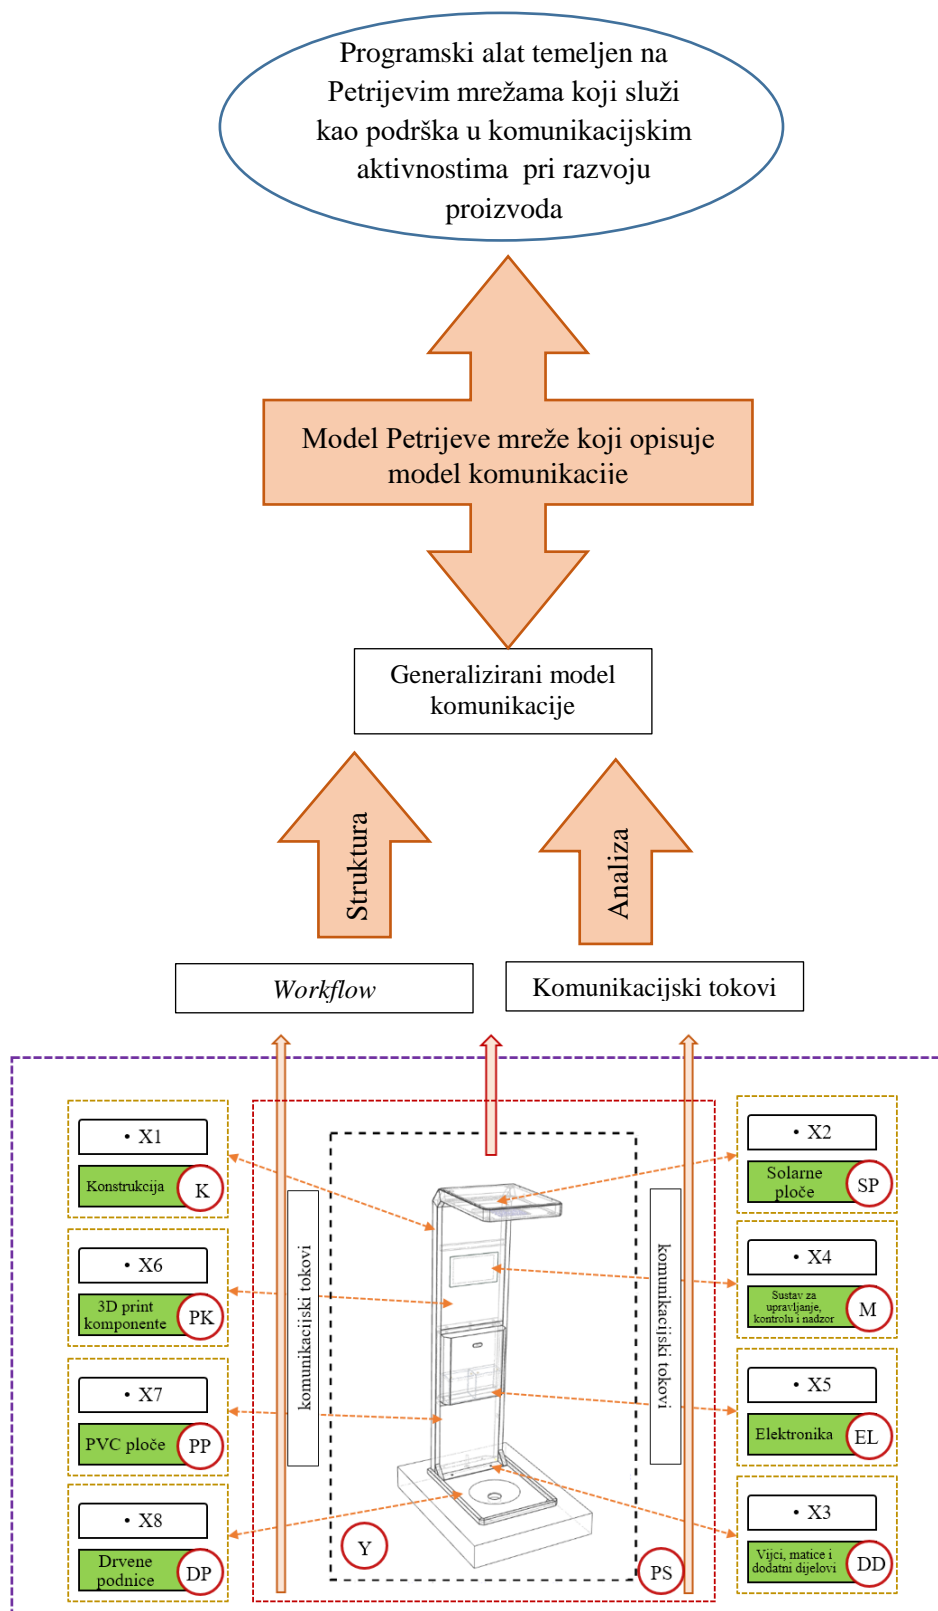 Programski alat temeljen na
Petrijevim mrežama koji služi
kao podrška u komunikacijskim
aktivnostima pri razvoju
proizvoda
Model Petrijeve mreže koji opisuje
model komunikacije
Generalizirani model
komunikacije
Struktura
Analiza
Workflow
Komunikacijski tokovi
• X1
Konstrukcija
K
• X6
3D print
komponente
PK
• X7
PVC ploče
PP
• X8
Drvene
podnice
DP
komunikacijski tokovi
Y
komunikacijski tokovi
PS
• X2
Solarne
ploče
SP
• X4
Sustav za
upravljanje,
kontrolu i nadzor
M
• X5
Elektronika
EL
• X3
Vijci, matice i
dodatni dijelovi
DD